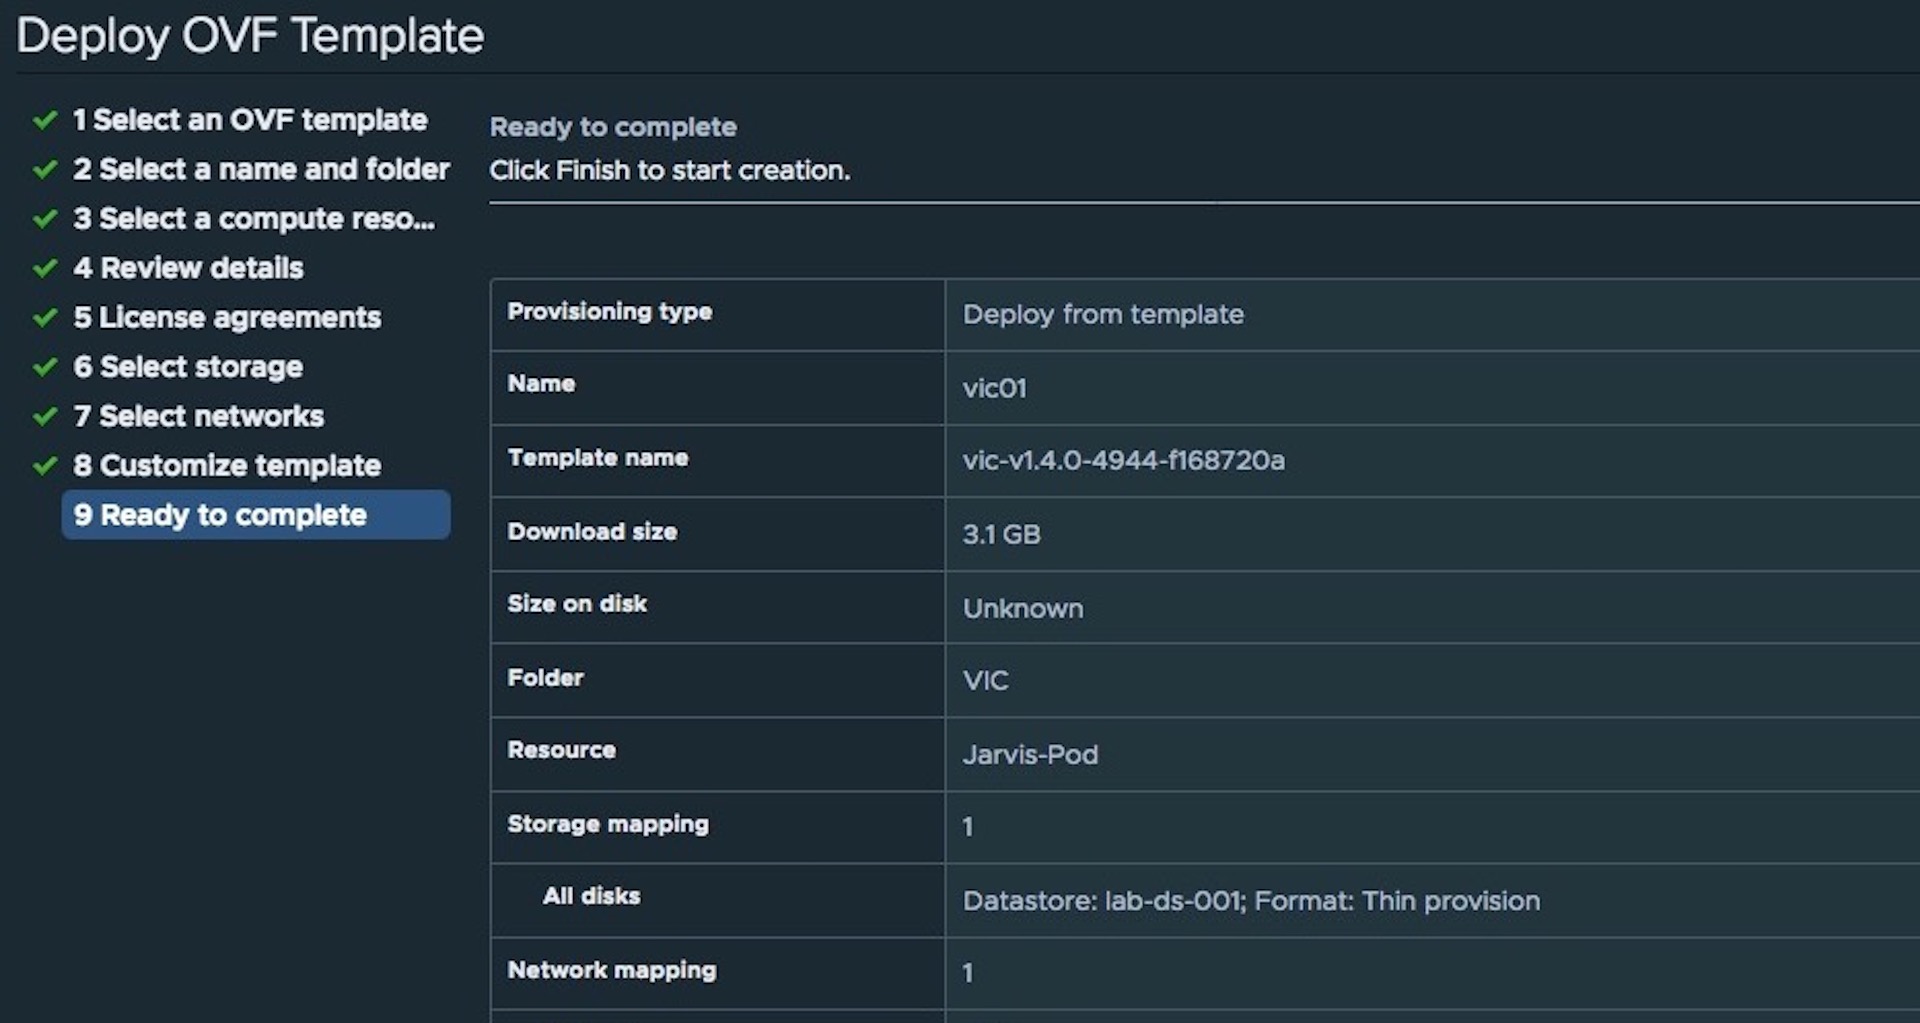 Deploy OVF Template
1 Select an OVF template
2 Select a name and folder
3 Select a compute reso...
4 Review details
5 License agreements
6 Select storage
7 Select networks
8 Customize template
9 Ready to complete
Ready to complete
Click Finish to start creation.
Provisioning type Deploy from template
Name vic01
Template name vic-v1.4.0-4944-f168720a
Download size 3.1 GB
Size on disk Unknown
Folder VIC
Resource Jarvis-Pod
Storage mapping 1
All disks Datastore: lab-ds-001; Format: Thin provision
Network mapping 1